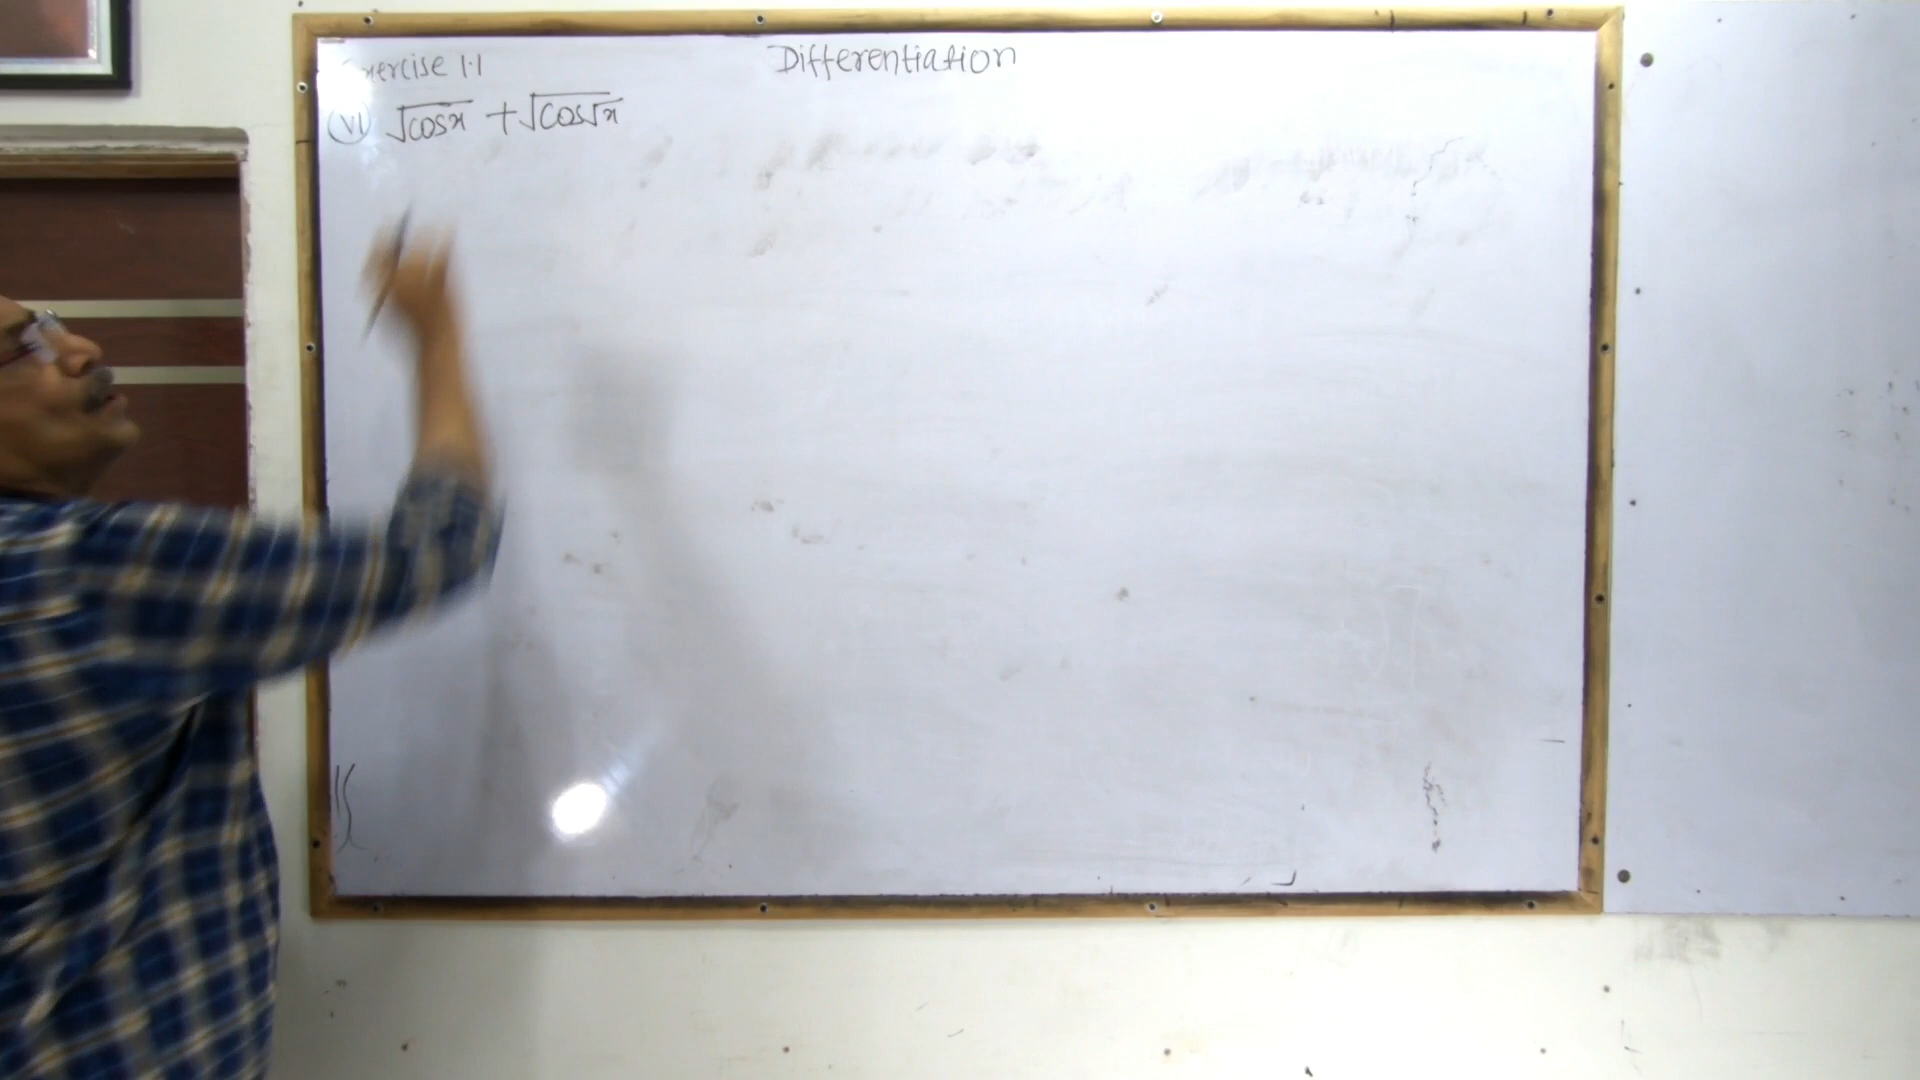 Exercise 1.1
Differentiation
(vi) √cosx + √cos√x